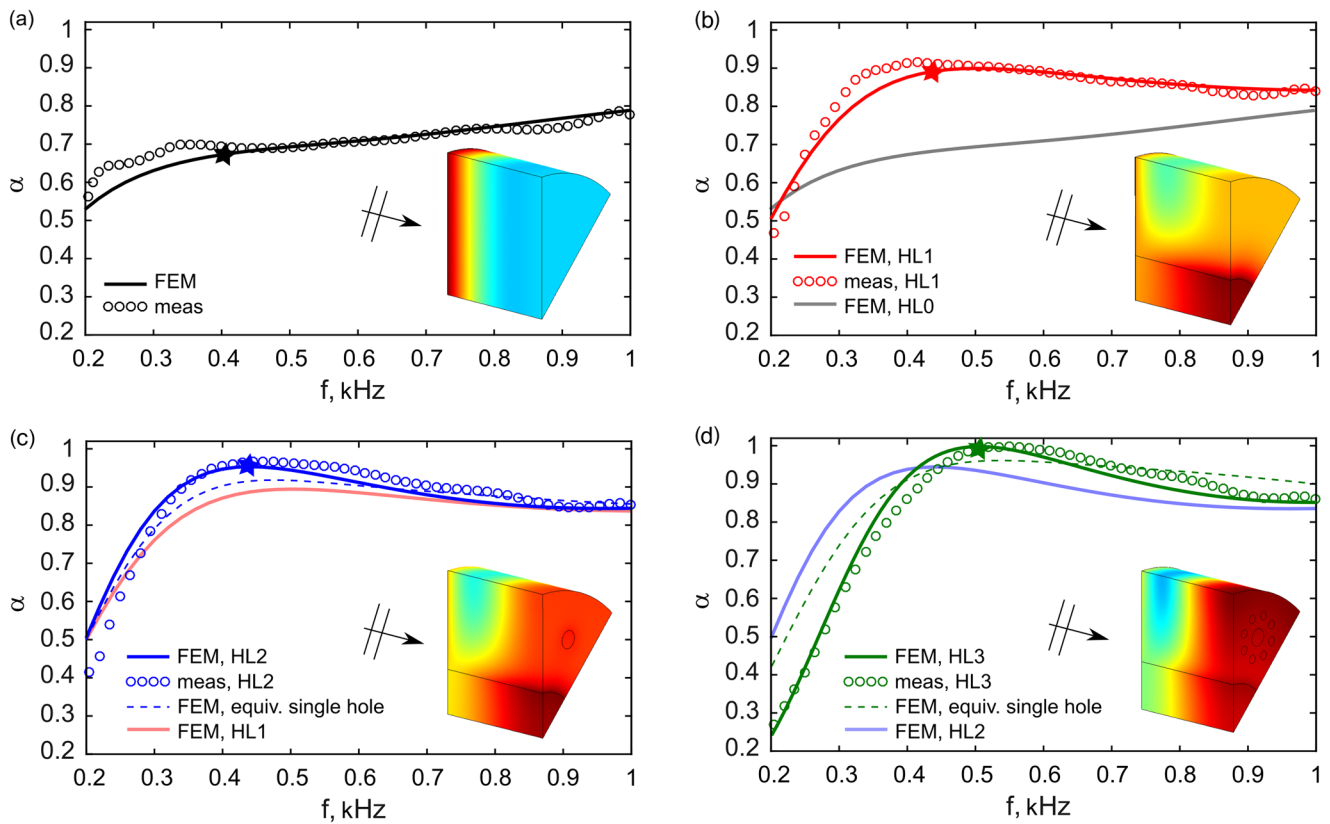 (a)
1
0.9
0.8
0.7
0.6
0.5
0.4
0.3
0.2
α
FEM
meas
0.2 0.3 0.4 0.5 0.6 0.7 0.8 0.9 1
f, kHz
(b)
1
0.9
0.8
0.7
0.6
0.5
0.4
0.3
0.2
α
FEM, HL1
meas, HL1
FEM, HL0
0.2 0.3 0.4 0.5 0.6 0.7 0.8 0.9 1
f, kHz
(c)
1
0.9
0.8
0.7
0.6
0.5
0.4
0.3
0.2
α
FEM, HL2
meas, HL2
FEM, equiv. single hole
FEM, HL1
0.2 0.3 0.4 0.5 0.6 0.7 0.8 0.9 1
f, kHz
(d)
1
0.9
0.8
0.7
0.6
0.5
0.4
0.3
0.2
α
FEM, HL3
meas, HL3
FEM, equiv. single hole
FEM, HL2
0.2 0.3 0.4 0.5 0.6 0.7 0.8 0.9 1
f, kHz